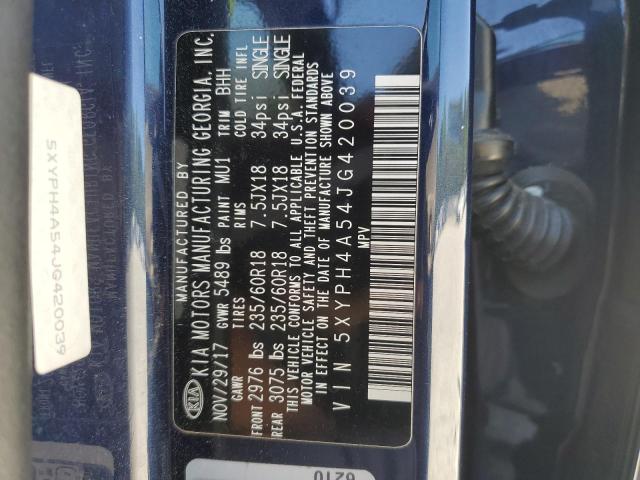 KIA
MANUFACTURED BY
KIA MOTORS MANUFACTURING GEORGIA, INC.
NOV/29/17 GVWR 5489 lbs PAINT MU1 TRIM BHH
GAWR TIRES RIMS COLD TIRE INFL
FRONT 2976 lbs 235/60R18 7.5JX18 34psi SINGLE
REAR 3075 lbs 235/60R18 7.5JX18 34psi SINGLE
THIS VEHICLE CONFORMS TO ALL APPLICABLE U.S.A. FEDERAL
MOTOR VEHICLE SAFETY AND THEFT PREVENTION STANDARDS
IN EFFECT ON THE DATE OF MANUFACTURE SHOWN ABOVE
VIN 5XYPH4A54JG420039
MPV
5XYPH4A54JG420039
6210